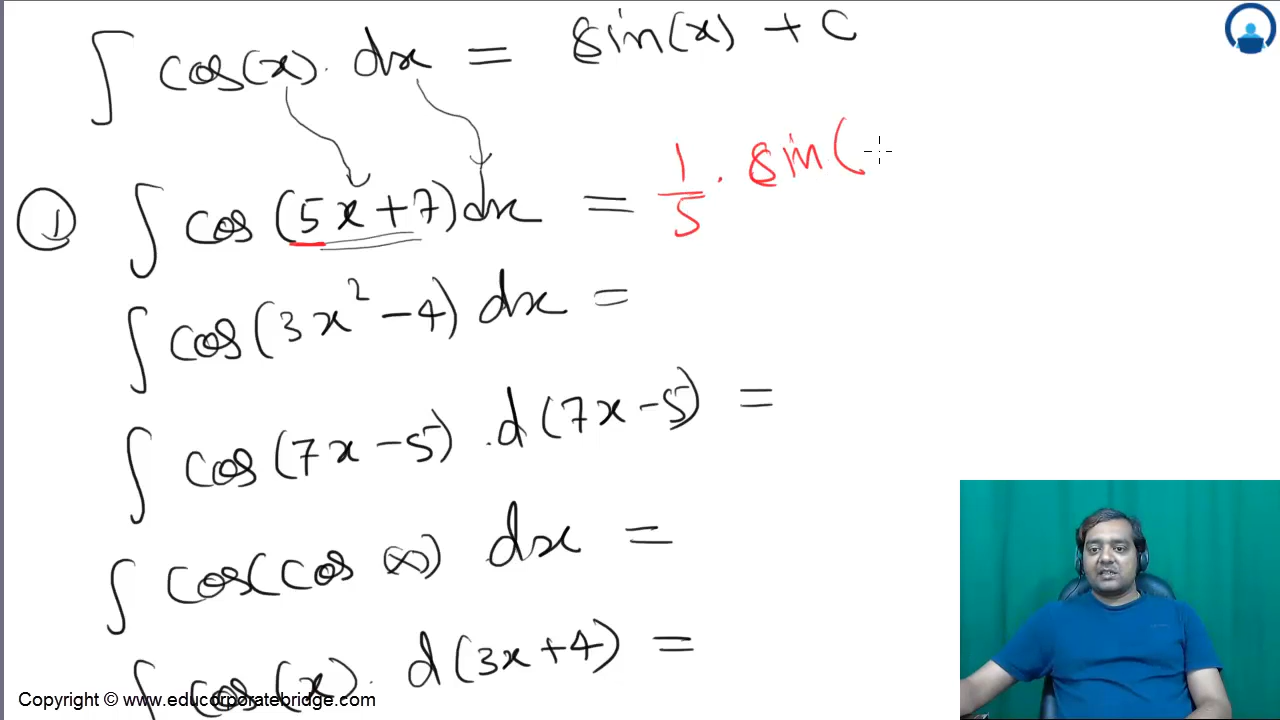 ∫ cos(x). dx = sin(x) + c
① ∫ cos (5x+7)dx = 1/5 . sin(
∫ cos(3x² - 4) dx =
∫ cos(7x - 5) . d(7x - 5) =
∫ cos(cos x) dx =
∫ cos(x). d(3x + 4) =
Copyright © www.educorporatebridge.com